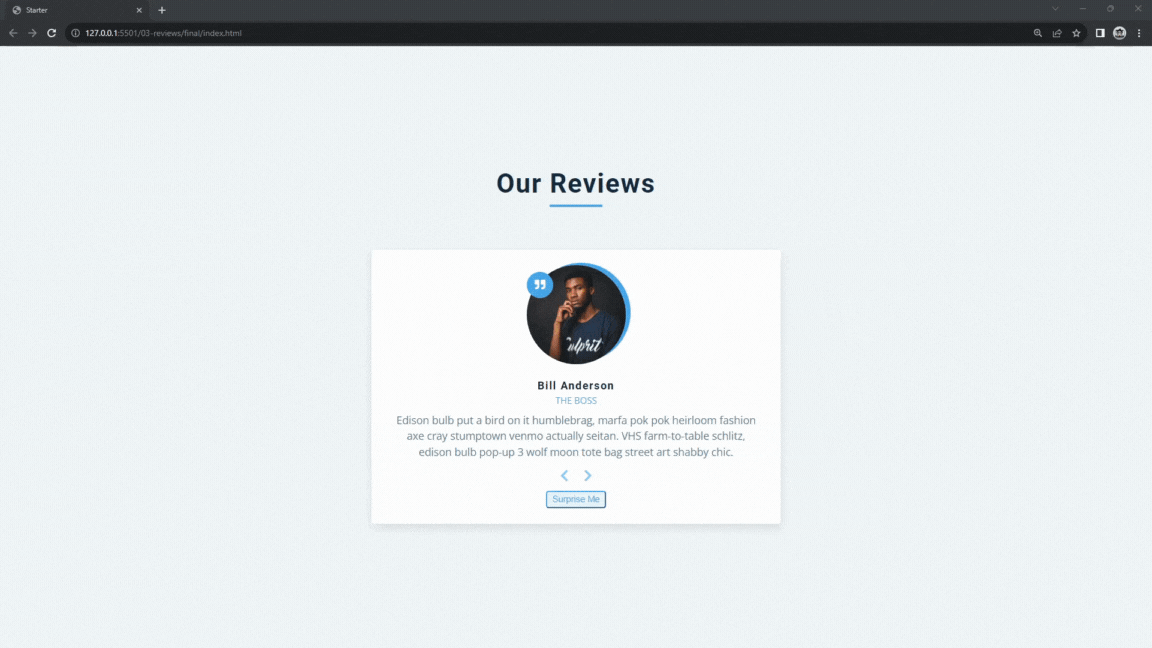 Starter
127.0.0.1:5501/03-reviews/final/index.html
Our Reviews
Bill Anderson
THE BOSS
Edison bulb put a bird on it humblebrag, marfa pok pok heirloom fashion
axe cray stumptown venmo actually seitan. VHS farm-to-table schlitz,
edison bulb pop-up 3 wolf moon tote bag street art shabby chic.
Surprise Me